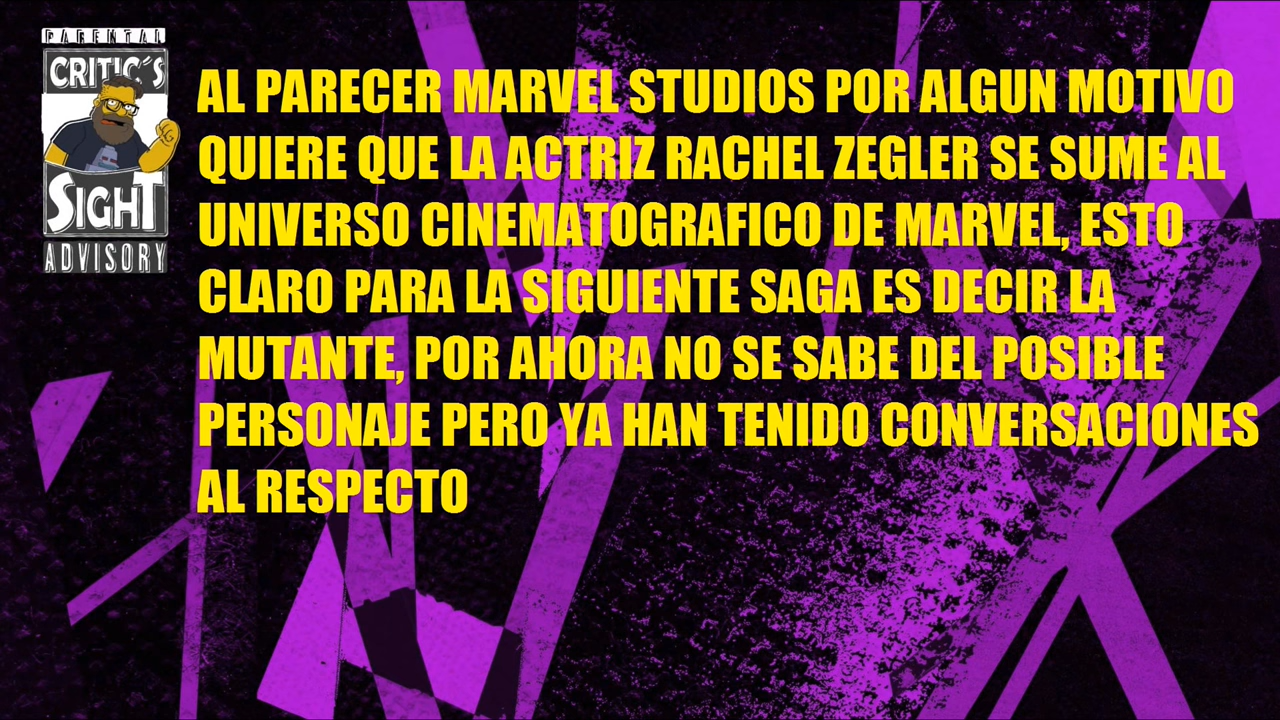 PARENTAL
CRITIC´S
SIGHT
ADVISORY
AL PARECER MARVEL STUDIOS POR ALGUN MOTIVO
QUIERE QUE LA ACTRIZ RACHEL ZEGLER SE SUME AL
UNIVERSO CINEMATOGRAFICO DE MARVEL, ESTO
CLARO PARA LA SIGUIENTE SAGA ES DECIR LA
MUTANTE, POR AHORA NO SE SABE DEL POSIBLE
PERSONAJE PERO YA HAN TENIDO CONVERSACIONES
AL RESPECTO